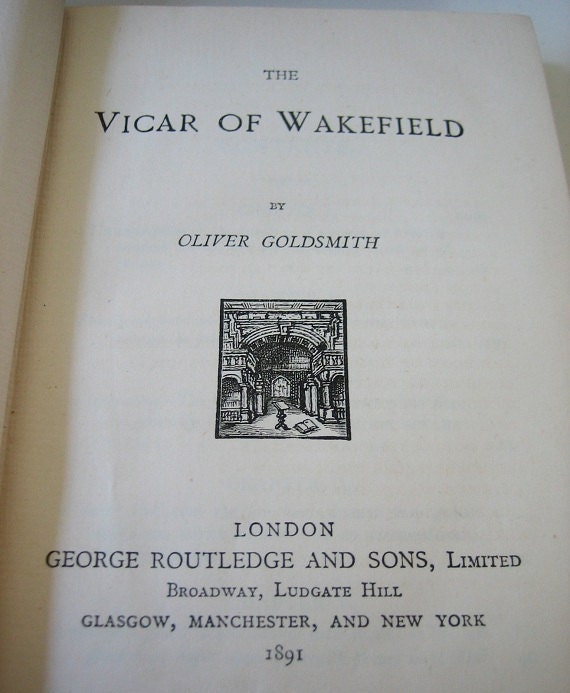 THE
VICAR OF WAKEFIELD
BY
OLIVER GOLDSMITH
LONDON
GEORGE ROUTLEDGE AND SONS, LIMITED
BROADWAY, LUDGATE HILL
GLASGOW, MANCHESTER, AND NEW YORK
1891